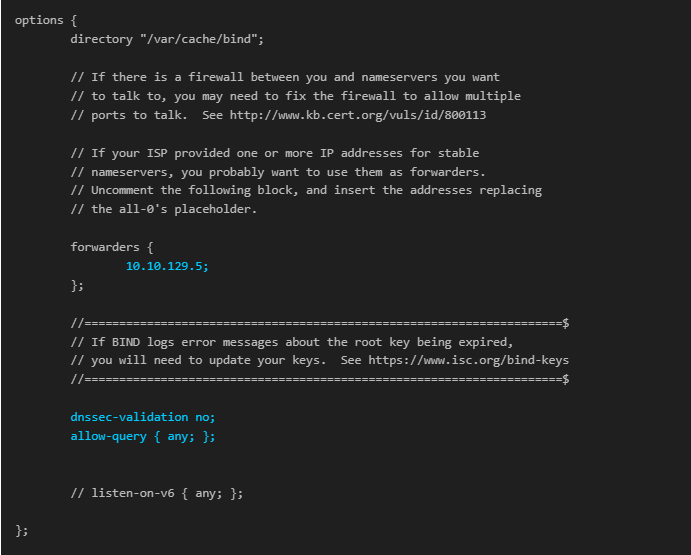 options {
directory "/var/cache/bind";
// If there is a firewall between you and nameservers you want
// to talk to, you may need to fix the firewall to allow multiple
// ports to talk.  See http://www.kb.cert.org/vuls/id/800113
// If your ISP provided one or more IP addresses for stable
// nameservers, you probably want to use them as forwarders.
// Uncomment the following block, and insert the addresses replacing
// the all-0's placeholder.
forwarders {
10.10.129.5;
};
//=====================================================================$
// If BIND logs error messages about the root key being expired,
// you will need to update your keys.  See https://www.isc.org/bind-keys
//=====================================================================$
dnssec-validation no;
allow-query { any; };
// listen-on-v6 { any; };
};